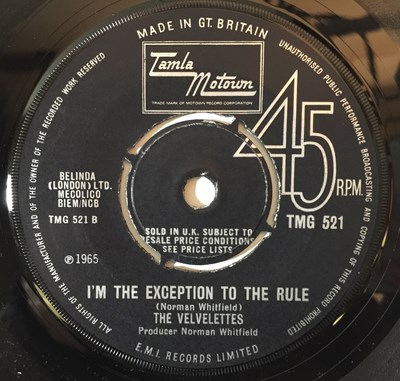 MADE IN GT. BRITAIN
ALL RIGHTS OF THE MANUFACTURER AND OF THE OWNER OF THE RECORDED WORK RESERVED
UNAUTHORISED PUBLIC PERFORMANCE BROADCASTING AND COPYING OF THIS RECORD PROHIBITED
Tamla
Motown
TRADE MARK OF MOTOWN RECORD CORPORATION
45
R.P.M.
BELINDA
(LONDON) LTD.
MECOLICO
BIEM/NCB
TMG 521 B
TMG 521
SOLD IN U.K. SUBJECT TO
RESALE PRICE CONDITIONS
SEE PRICE LISTS
℗ 1965
I'M THE EXCEPTION TO THE RULE
(Norman Whitfield)
THE VELVELETTES
Producer Norman Whitfield
E.M.I. RECORDS LIMITED